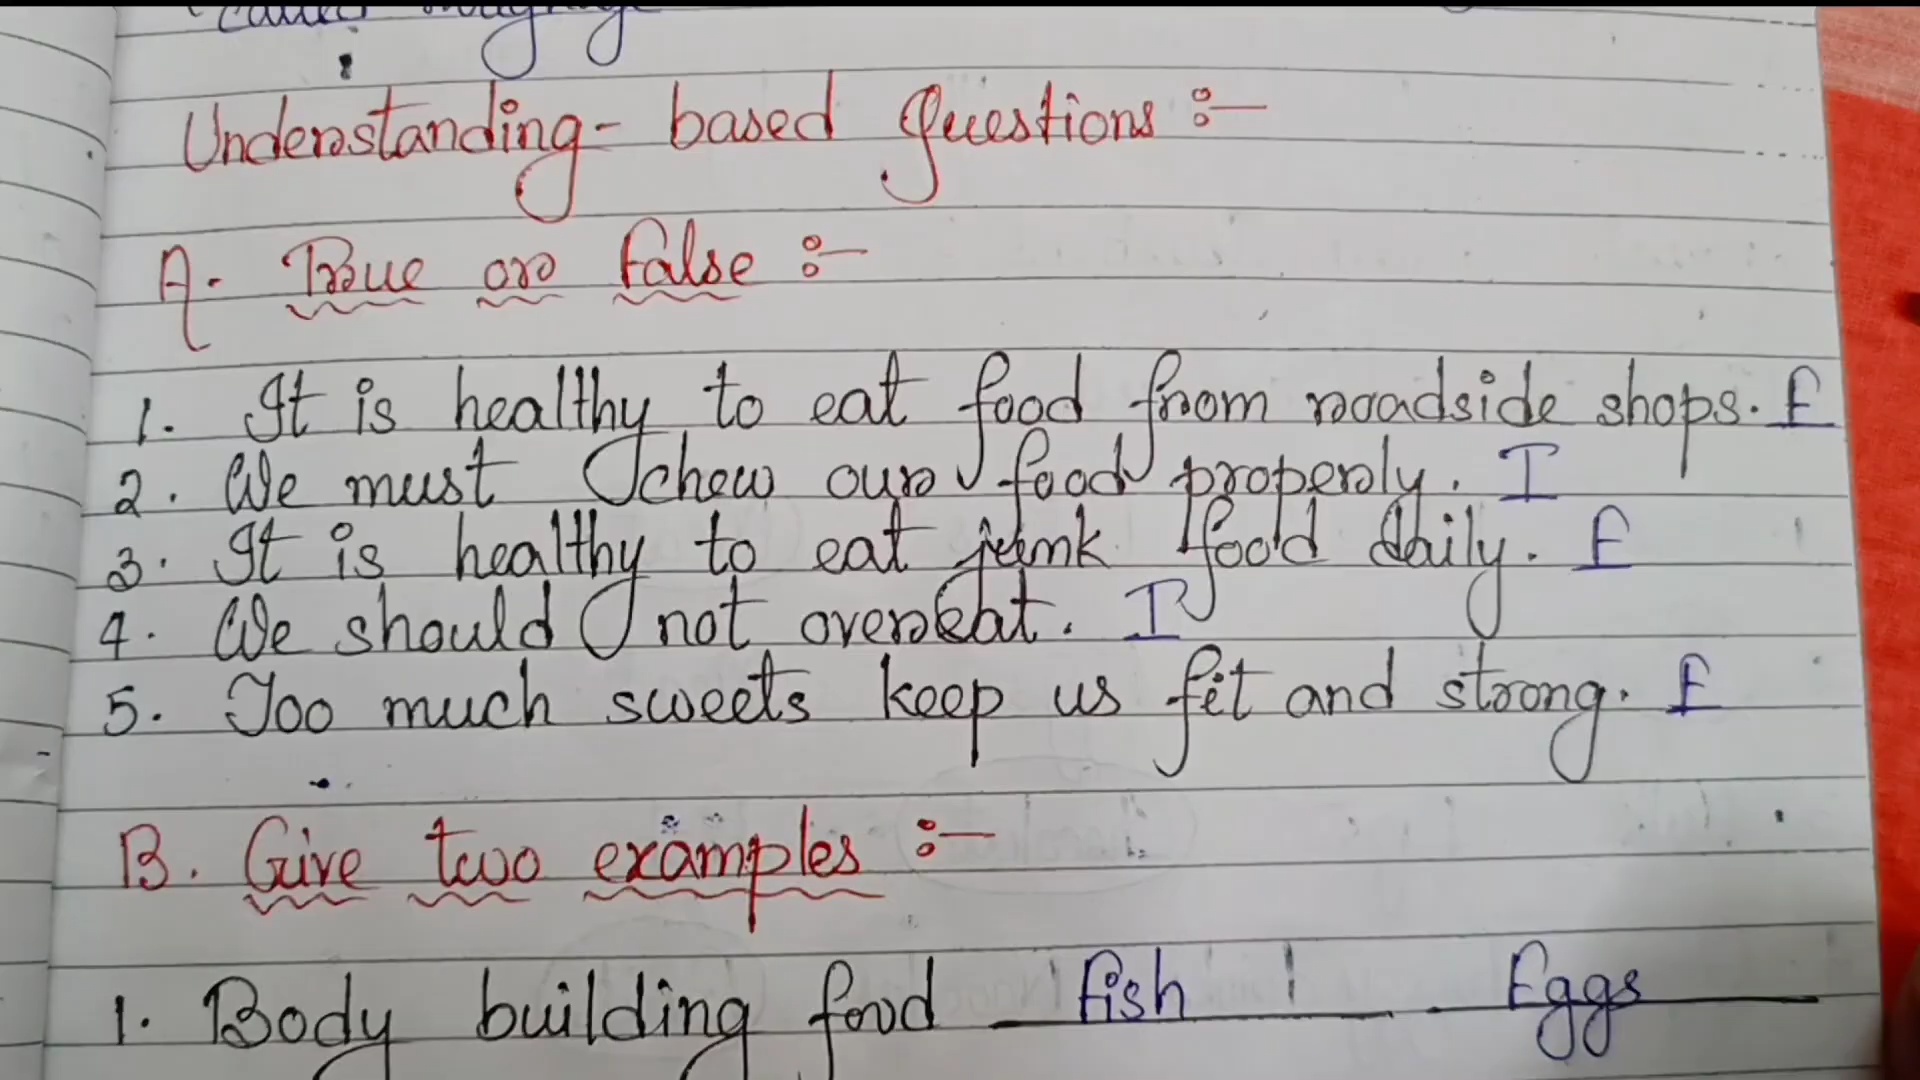 called
Understanding-based Questions :-
A. True or False :-
1. It is healthy to eat food from roadside shops. F
2. We must chew our food properly. T
3. It is healthy to eat junk food daily. F
4. We should not overeat. T
5. Too much sweets keep us fit and strong. F
B. Give two examples :-
1. Body building food fish Eggs